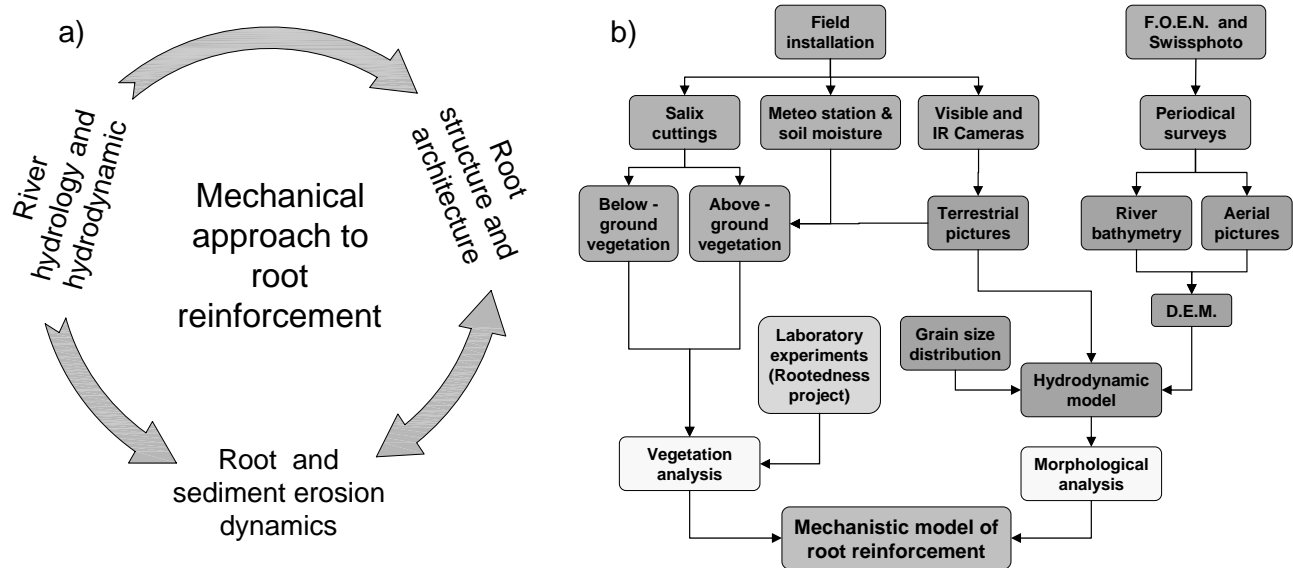 a)
River
hydrology and
hydrodynamic
Root
structure and
architecture
Mechanical
approach to
root
reinforcement
Root and
sediment erosion
dynamics
b)
Field
installation
F.O.E.N. and
Swissphoto
Salix
cuttings
Meteo station &
soil moisture
Visible and
IR Cameras
Periodical
surveys
Below -
ground
vegetation
Above -
ground
vegetation
Terrestrial
pictures
River
bathymetry
Aerial
pictures
D.E.M.
Laboratory
experiments
(Rootedness
project)
Grain size
distribution
Hydrodynamic
model
Vegetation
analysis
Morphological
analysis
Mechanistic model of
root reinforcement